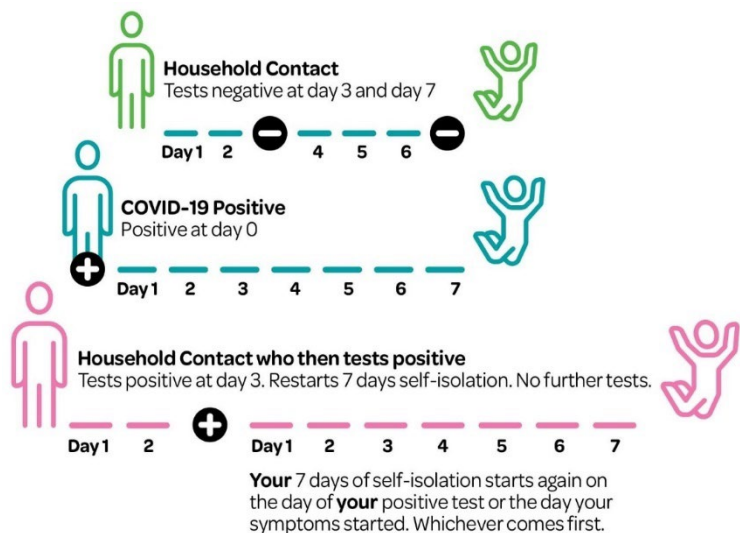 Household Contact
Tests negative at day 3 and day 7
Day 1 2 4 5 6
COVID-19 Positive
Positive at day 0
Day 1 2 3 4 5 6 7
Household Contact who then tests positive
Tests positive at day 3. Restarts 7 days self-isolation. No further tests.
Day 1 2 Day 1 2 3 4 5 6 7
Your 7 days of self-isolation starts again on
the day of your positive test or the day your
symptoms started. Whichever comes first.